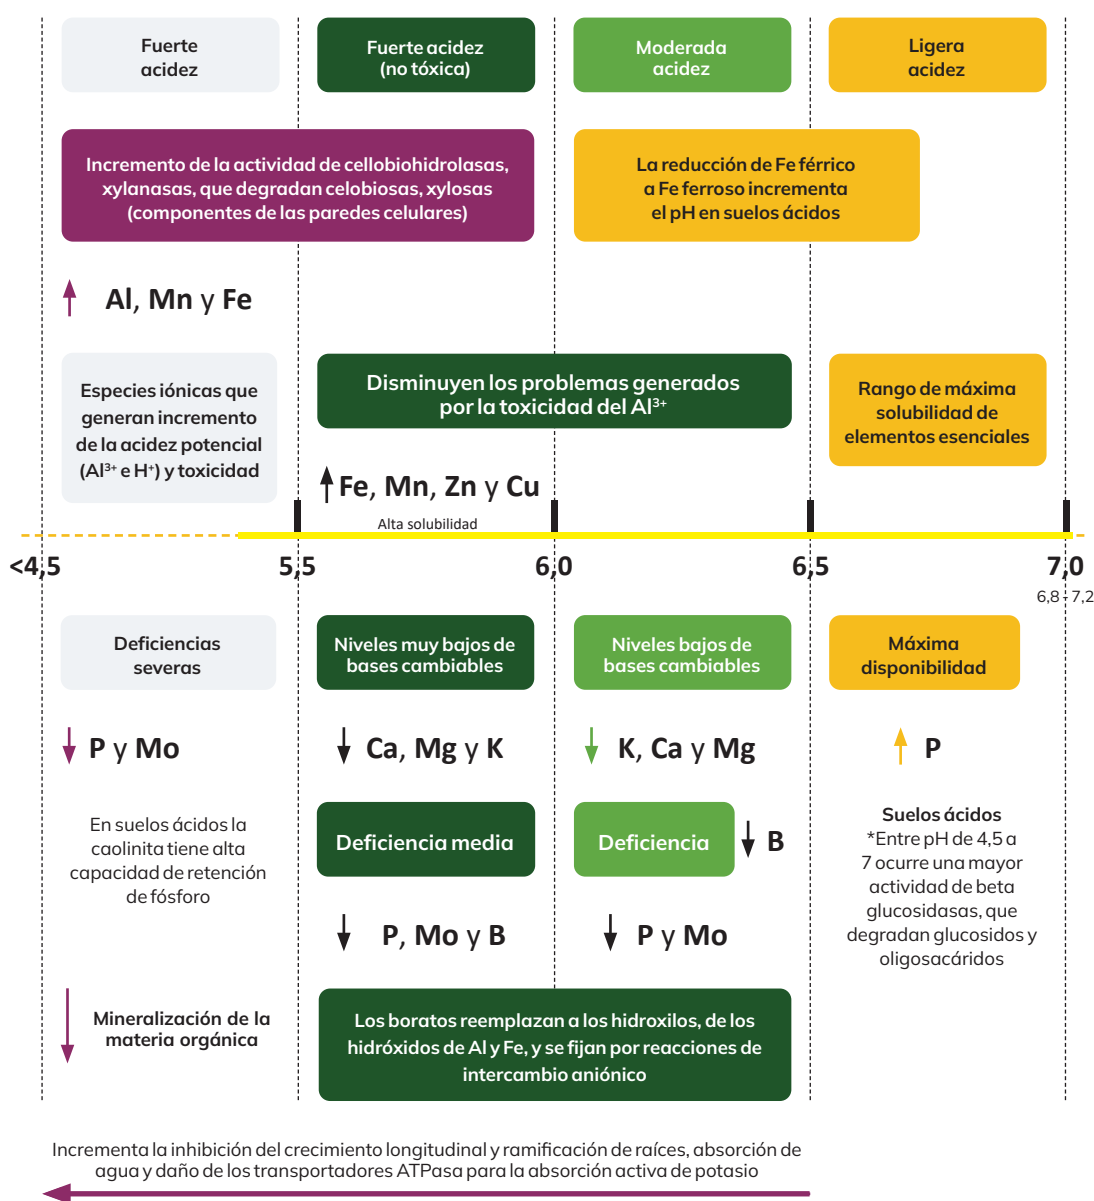 Fuerte
acidez
Fuerte acidez
(no tóxica)
Moderada
acidez
Ligera
acidez
Incremento de la actividad de cellobiohidrolasas,
xylanasas, que degradan celobiosas, xylosas
(componentes de las paredes celulares)
La reducción de Fe férrico
a Fe ferroso incrementa
el pH en suelos ácidos
Al, Mn y Fe
Especies iónicas que
generan incremento
de la acidez potencial
(Al³⁺ e H⁺) y toxicidad
Disminuyen los problemas generados
por la toxicidad del Al³⁺
Rango de máxima
solubilidad de
elementos esenciales
Fe, Mn, Zn y Cu
Alta solubilidad
<4,5
5,5
6,0
6,5
7,0
6,8 - 7,2
Deficiencias
severas
Niveles muy bajos de
bases cambiables
Niveles bajos de
bases cambiables
Máxima
disponibilidad
P y Mo
Ca, Mg y K
K, Ca y Mg
P
En suelos ácidos la
caolinita tiene alta
capacidad de retención
de fósforo
Deficiencia media
Deficiencia
B
Suelos ácidos
*Entre pH de 4,5 a
7 ocurre una mayor
actividad de beta
glucosidasas, que
degradan glucosidos y
oligosacáridos
P, Mo y B
P y Mo
Mineralización de la
materia orgánica
Los boratos reemplazan a los hidroxilos, de los
hidróxidos de Al y Fe, y se fijan por reacciones de
intercambio aniónico
Incrementa la inhibición del crecimiento longitudinal y ramificación de raíces, absorción de
agua y daño de los transportadores ATPasa para la absorción activa de potasio